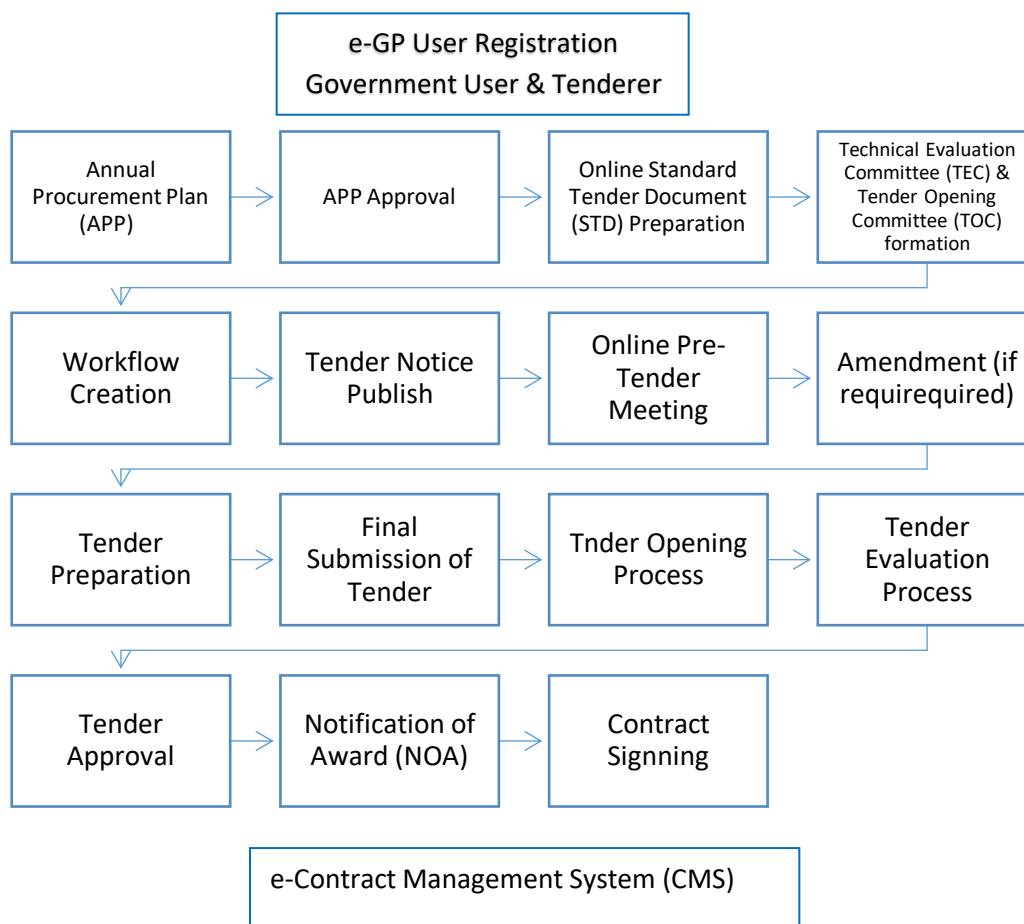 e-GP User Registration
Government User & Tenderer
Annual
Procurement Plan
(APP)
APP Approval
Online Standard
Tender Document
(STD) Preparation
Technical Evaluation
Committee (TEC) &
Tender Opening
Committee (TOC)
formation
Workflow
Creation
Tender Notice
Publish
Online Pre-
Tender
Meeting
Amendment (if
requirequired)
Tender
Preparation
Final
Submission of
Tender
Tnder Opening
Process
Tender
Evaluation
Process
Tender
Approval
Notification of
Award (NOA)
Contract
Signning
e-Contract Management System (CMS)